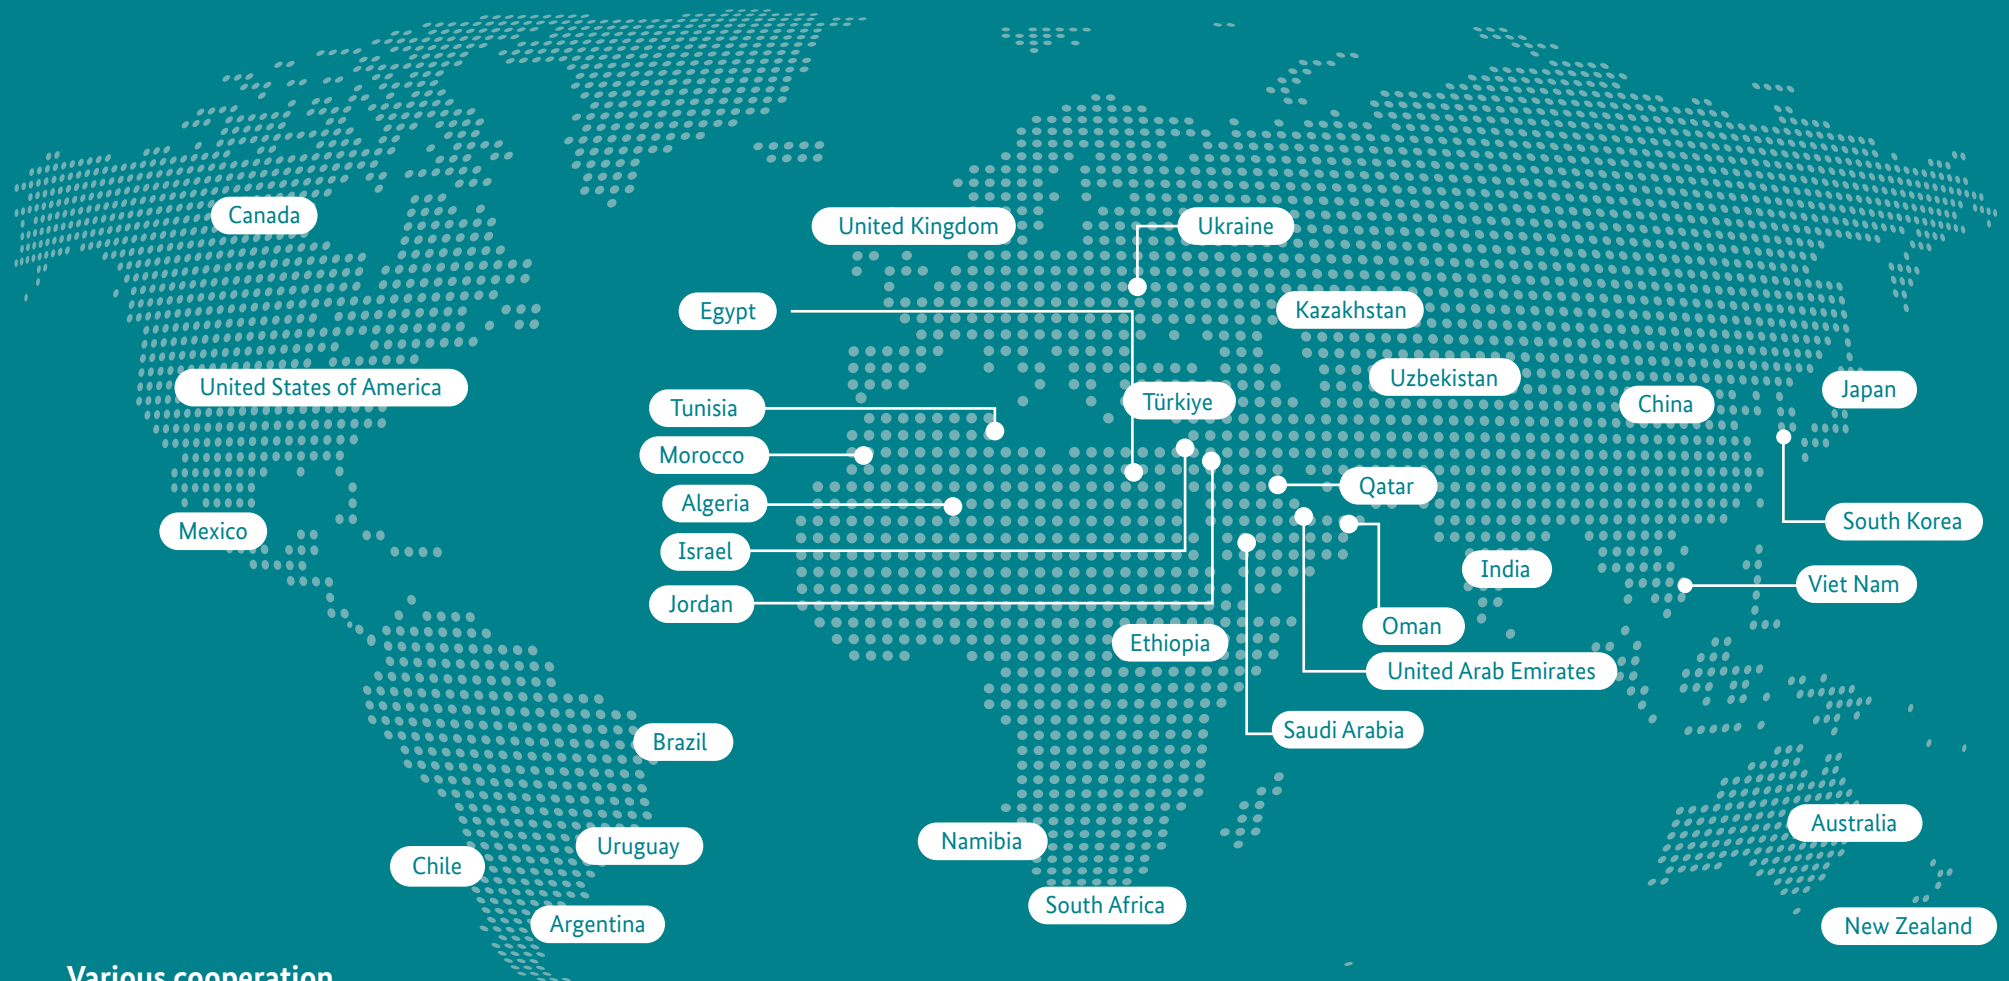 Canada
United Kingdom
Ukraine
Egypt
Kazakhstan
United States of America
Uzbekistan
Tunisia
Türkiye
China
Japan
Morocco
Algeria
Qatar
Mexico
South Korea
Israel
India
Viet Nam
Jordan
Oman
Ethiopia
United Arab Emirates
Brazil
Saudi Arabia
Uruguay
Namibia
Australia
Chile
South Africa
Argentina
New Zealand
Various cooperation